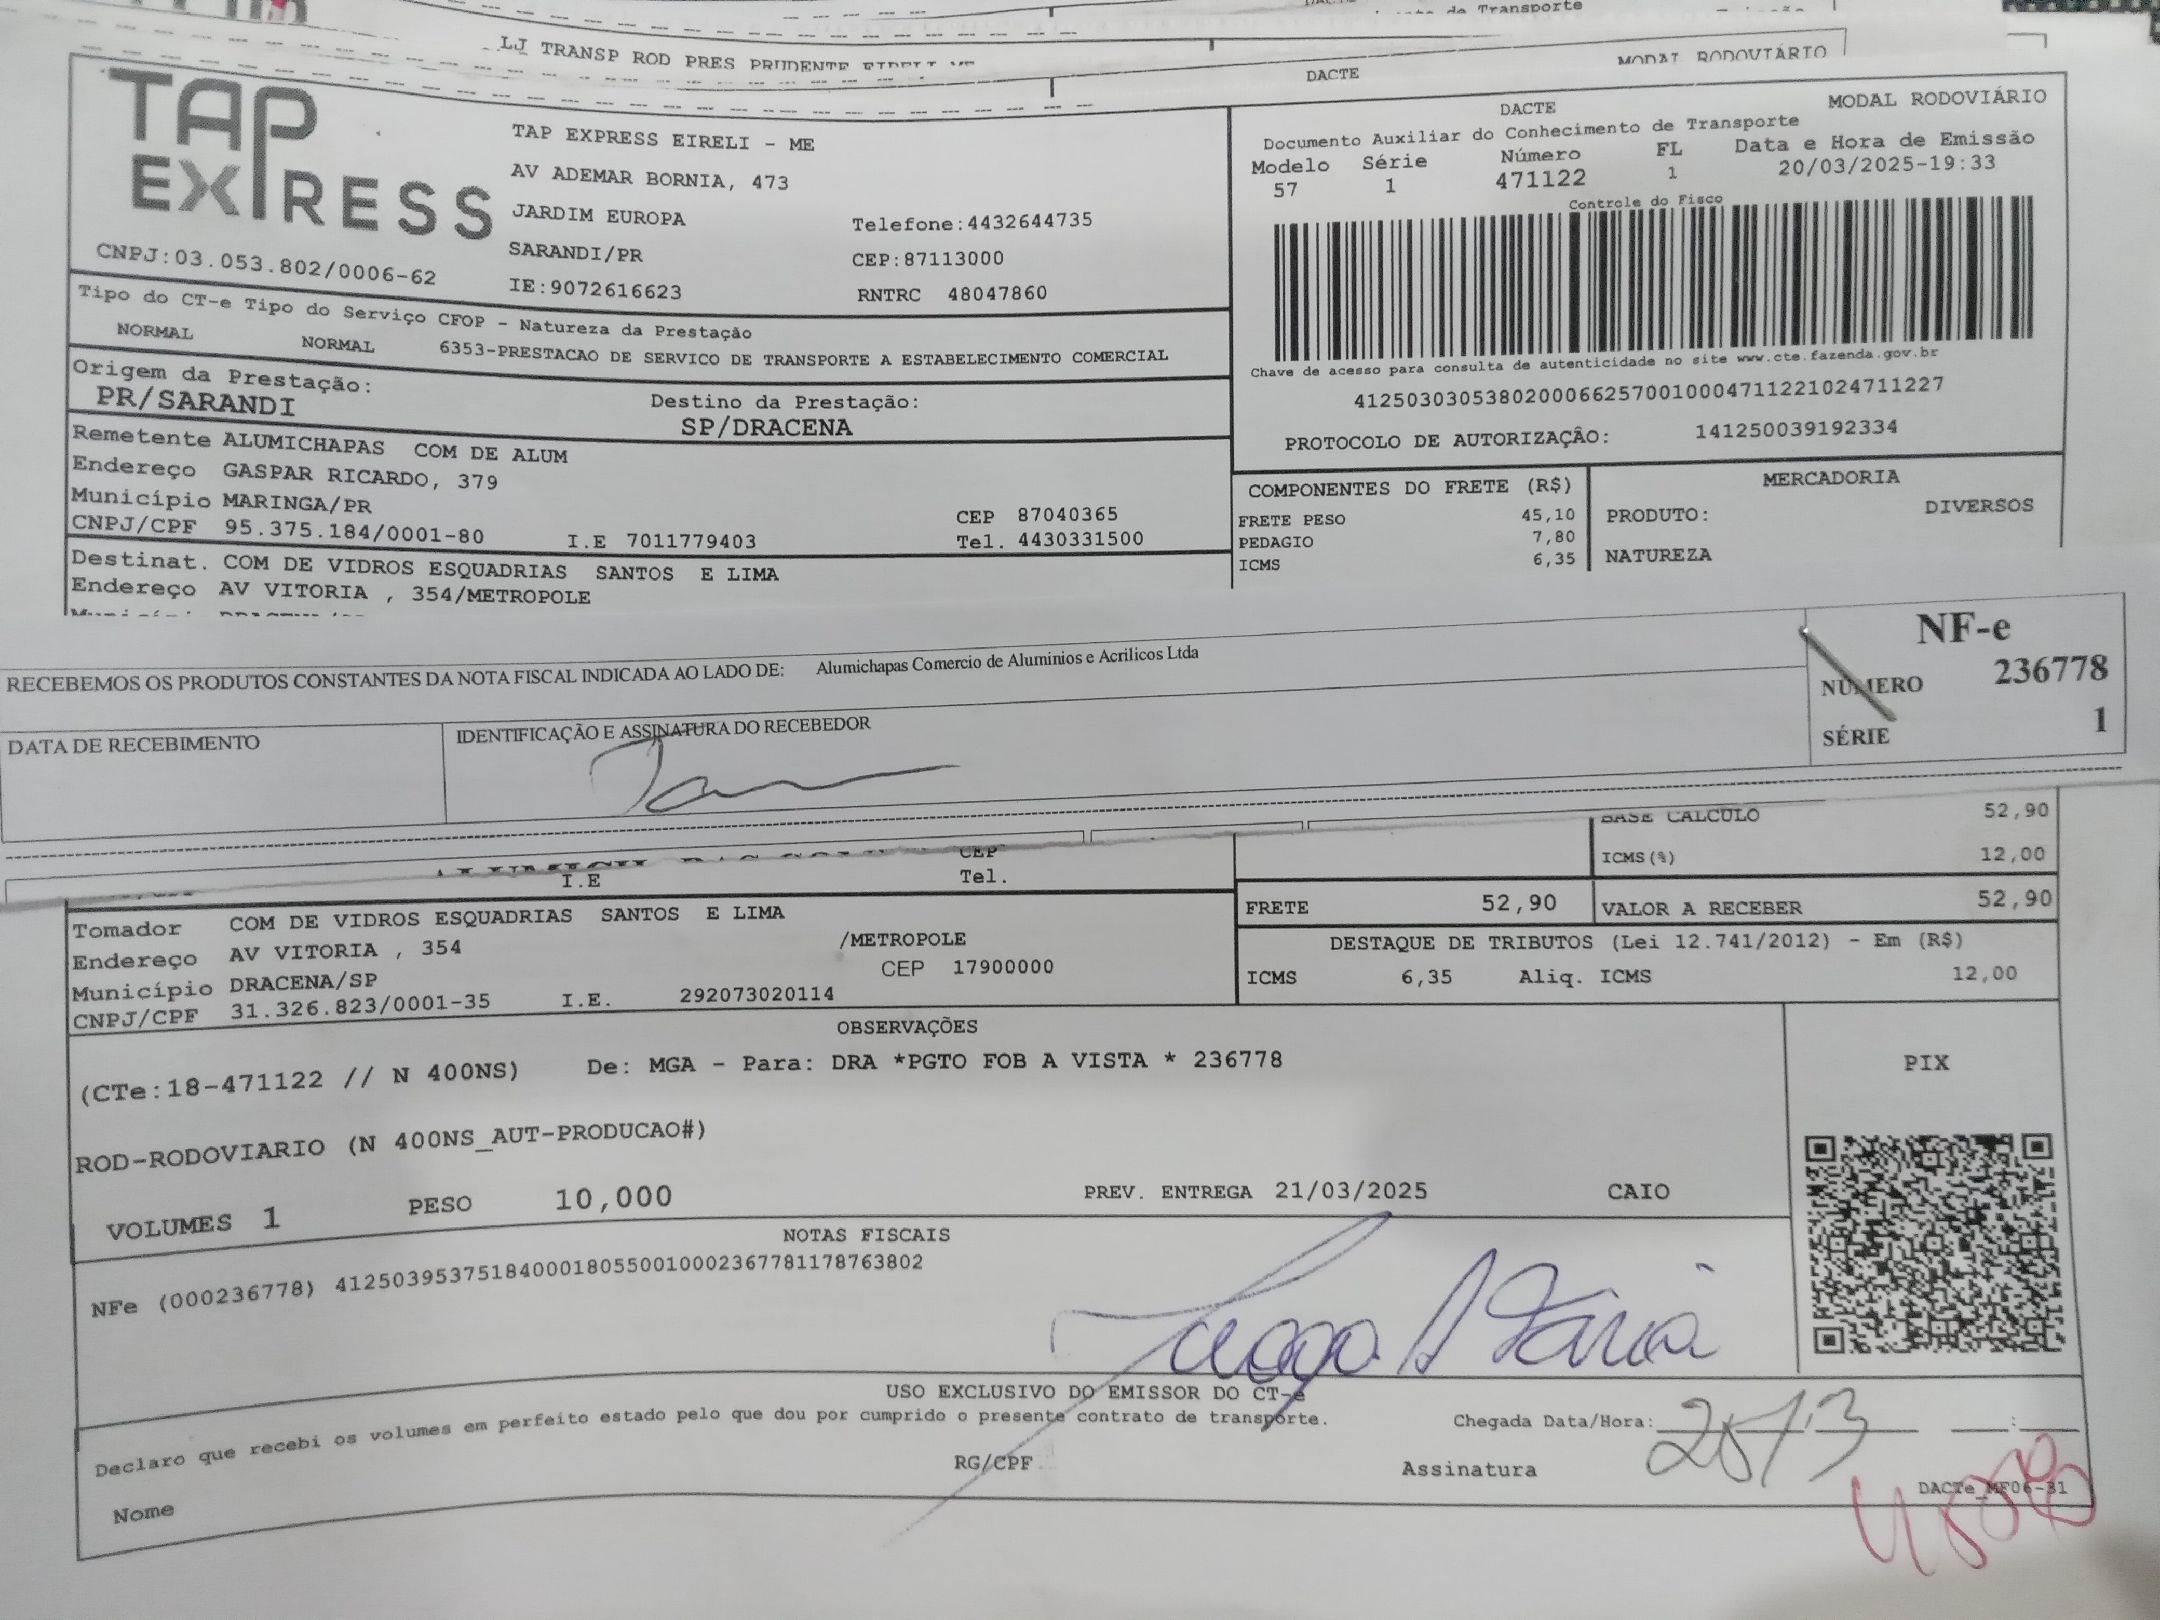 de Transporte
LJ TRANSP ROD PRES PRUDENTE EIRELI ME
DACTE
MODAL RODOVIÁRIO
TAP EXPRESS
CNPJ:03.053.802/0006-62
TAP EXPRESS EIRELI - ME
AV ADEMAR BORNIA, 473
JARDIM EUROPA
Telefone:4432644735
SARANDI/PR
CEP:87113000
IE:9072616623
RNTRC 48047860
DACTE
MODAL RODOVIÁRIO
Documento Auxiliar do Conhecimento de Transporte
Modelo Série Número FL Data e Hora de Emissão
57 1 471122 1 20/03/2025-19:33
Controle do Fisco
Chave de acesso para consulta de autenticidade no site www.cte.fazenda.gov.br
41250303053802000662570010004711221024711227
PROTOCOLO DE AUTORIZAÇÃO: 141250039192334
Tipo do CT-e Tipo do Serviço CFOP - Natureza da Prestação
NORMAL NORMAL 6353-PRESTACAO DE SERVICO DE TRANSPORTE A ESTABELECIMENTO COMERCIAL
Origem da Prestação:
PR/SARANDI
Destino da Prestação:
SP/DRACENA
Remetente ALUMICHAPAS COM DE ALUM
Endereço GASPAR RICARDO, 379
Município MARINGA/PR
CEP 87040365
CNPJ/CPF 95.375.184/0001-80 I.E 7011779403 Tel. 4430331500
Destinat. COM DE VIDROS ESQUADRIAS SANTOS E LIMA
Endereço AV VITORIA , 354/METROPOLE
COMPONENTES DO FRETE (R$)
FRETE PESO 45,10
PEDAGIO 7,80
ICMS 6,35
MERCADORIA
PRODUTO: DIVERSOS
NATUREZA
RECEBEMOS OS PRODUTOS CONSTANTES DA NOTA FISCAL INDICADA AO LADO DE: Alumichapas Comercio de Aluminios e Acrilicos Ltda
DATA DE RECEBIMENTO
IDENTIFICAÇÃO E ASSINATURA DO RECEBEDOR
NF-e
NÚMERO 236778
SÉRIE 1
CEP
I.E Tel.
BASE CALCULO 52,90
ICMS(%) 12,00
FRETE 52,90 VALOR A RECEBER 52,90
DESTAQUE DE TRIBUTOS (Lei 12.741/2012) - Em (R$)
ICMS 6,35 Aliq. ICMS 12,00
Tomador COM DE VIDROS ESQUADRIAS SANTOS E LIMA
Endereço AV VITORIA , 354 /METROPOLE
Município DRACENA/SP CEP 17900000
CNPJ/CPF 31.326.823/0001-35 I.E. 292073020114
OBSERVAÇÕES
(CTe:18-471122 // N 400NS) De: MGA - Para: DRA *PGTO FOB A VISTA * 236778
ROD-RODOVIARIO (N 400NS_AUT-PRODUCAO#)
VOLUMES 1 PESO 10,000 PREV. ENTREGA 21/03/2025 CAIO
PIX
NOTAS FISCAIS
NFe (000236778) 41250395375184000180550010002367781178763802
USO EXCLUSIVO DO EMISSOR DO CT-e
Declaro que recebi os volumes em perfeito estado pelo que dou por cumprido o presente contrato de transporte.
Chegada Data/Hora: :
Nome RG/CPF Assinatura
DACTe_MF06-31